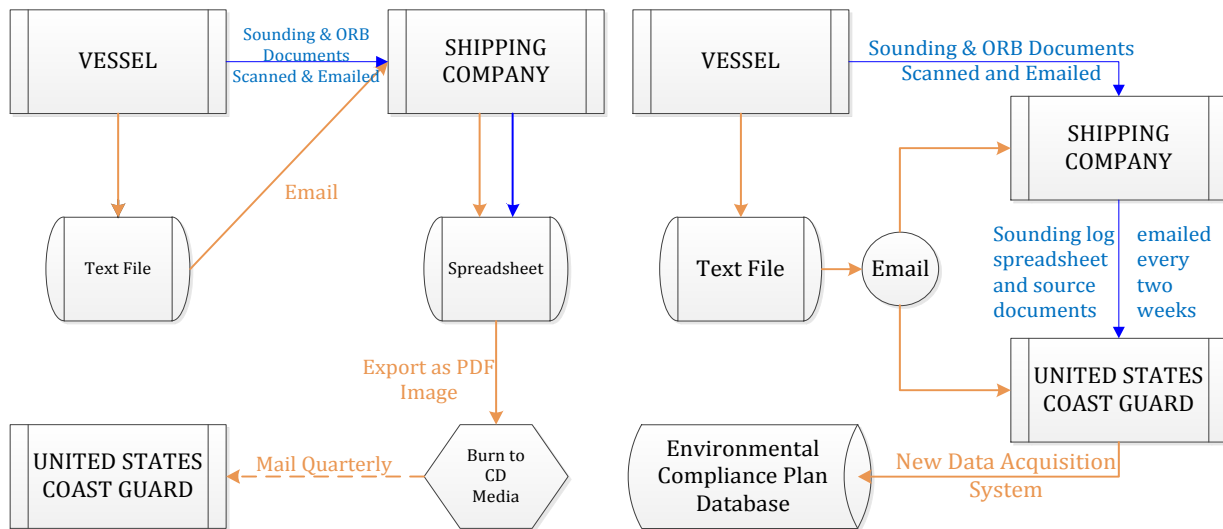 VESSEL
Sounding & ORB
Documents
Scanned & Emailed
SHIPPING
COMPANY
Email
Text File
Spreadsheet
Export as PDF
Image
Burn to
CD
Media
Mail Quarterly
UNITED STATES
COAST GUARD
VESSEL
Sounding & ORB Documents
Scanned and Emailed
SHIPPING
COMPANY
Text File
Email
Sounding log
spreadsheet
and source
documents
emailed
every
two
weeks
UNITED STATES
COAST GUARD
New Data Acquisition
System
Environmental
Compliance Plan
Database